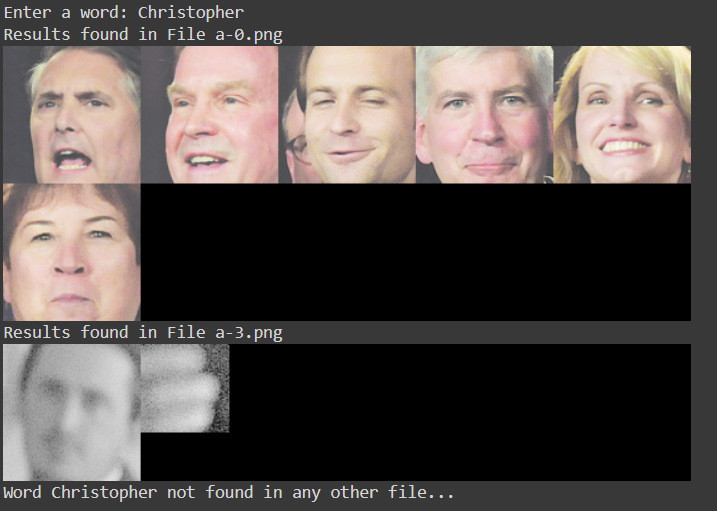 Enter a word: Christopher
Results found in File a-0.png
Results found in File a-3.png
Word Christopher not found in any other file...